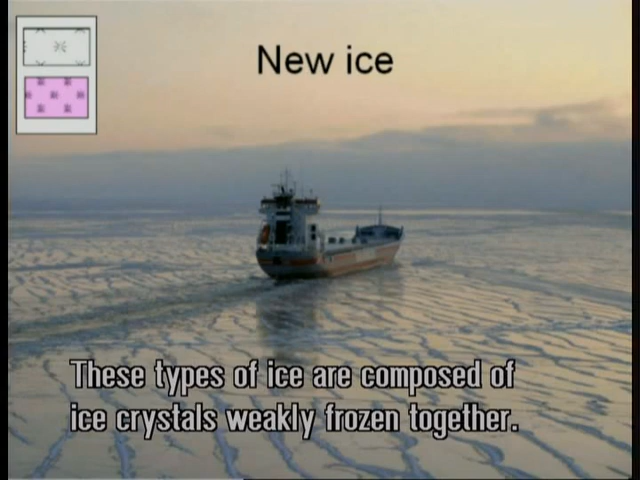 New ice
These types of ice are composed of
ice crystals weakly frozen together.